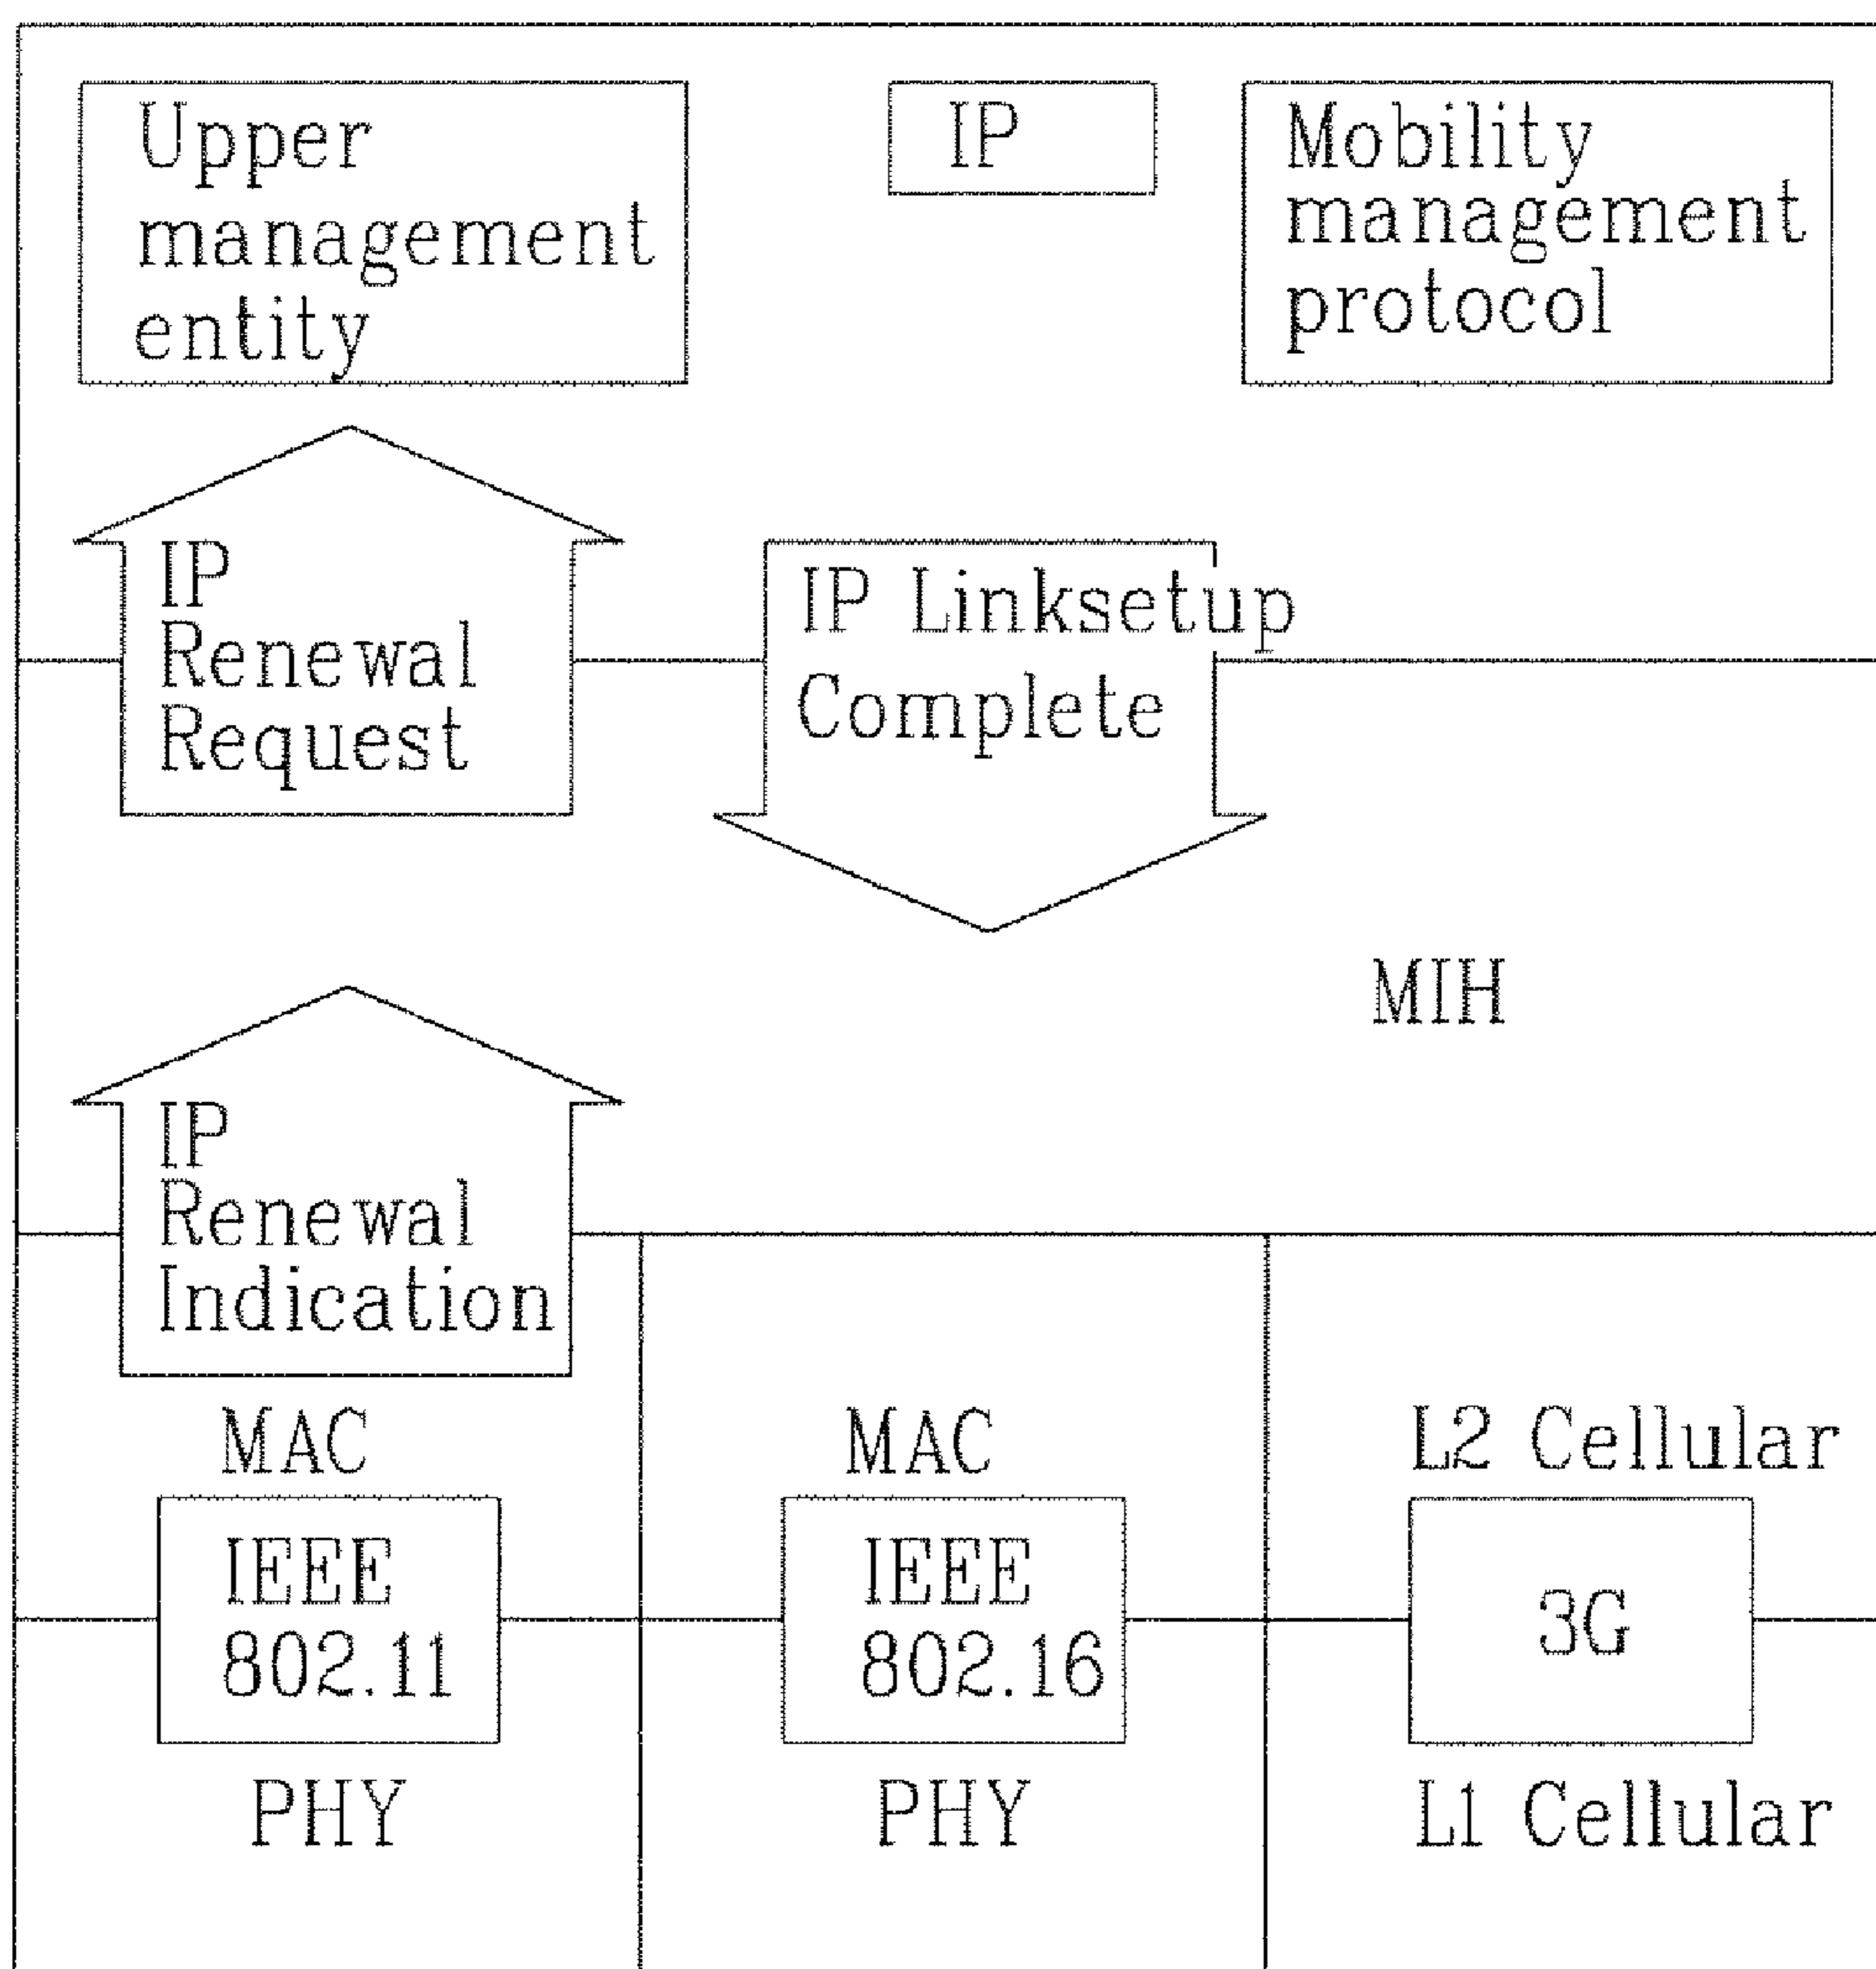 Upper
management
entity
IP
Mobility
management
protocol
IP
Renewal
Request
IP Linksetup
Complete
MIH
IP
Renewal
Indication
MAC
IEEE
802.11
PHY
MAC
IEEE
802.16
PHY
L2 Cellular
3G
L1 Cellular